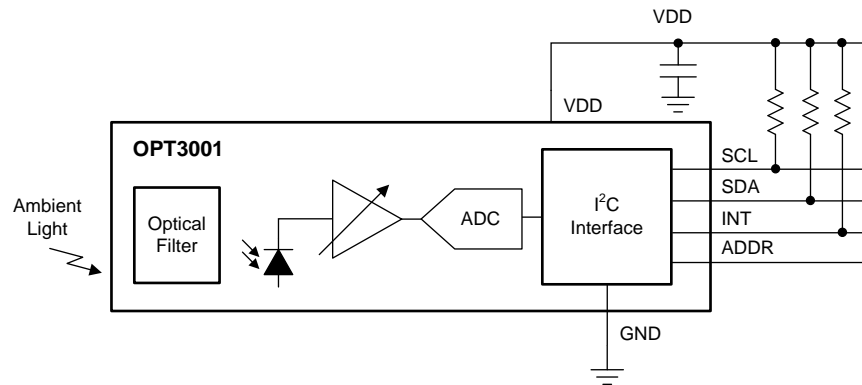 VDD
VDD
OPT3001
SCL
SDA
INT
ADDR
Ambient
Light
Optical
Filter
ADC
I²C
Interface
GND